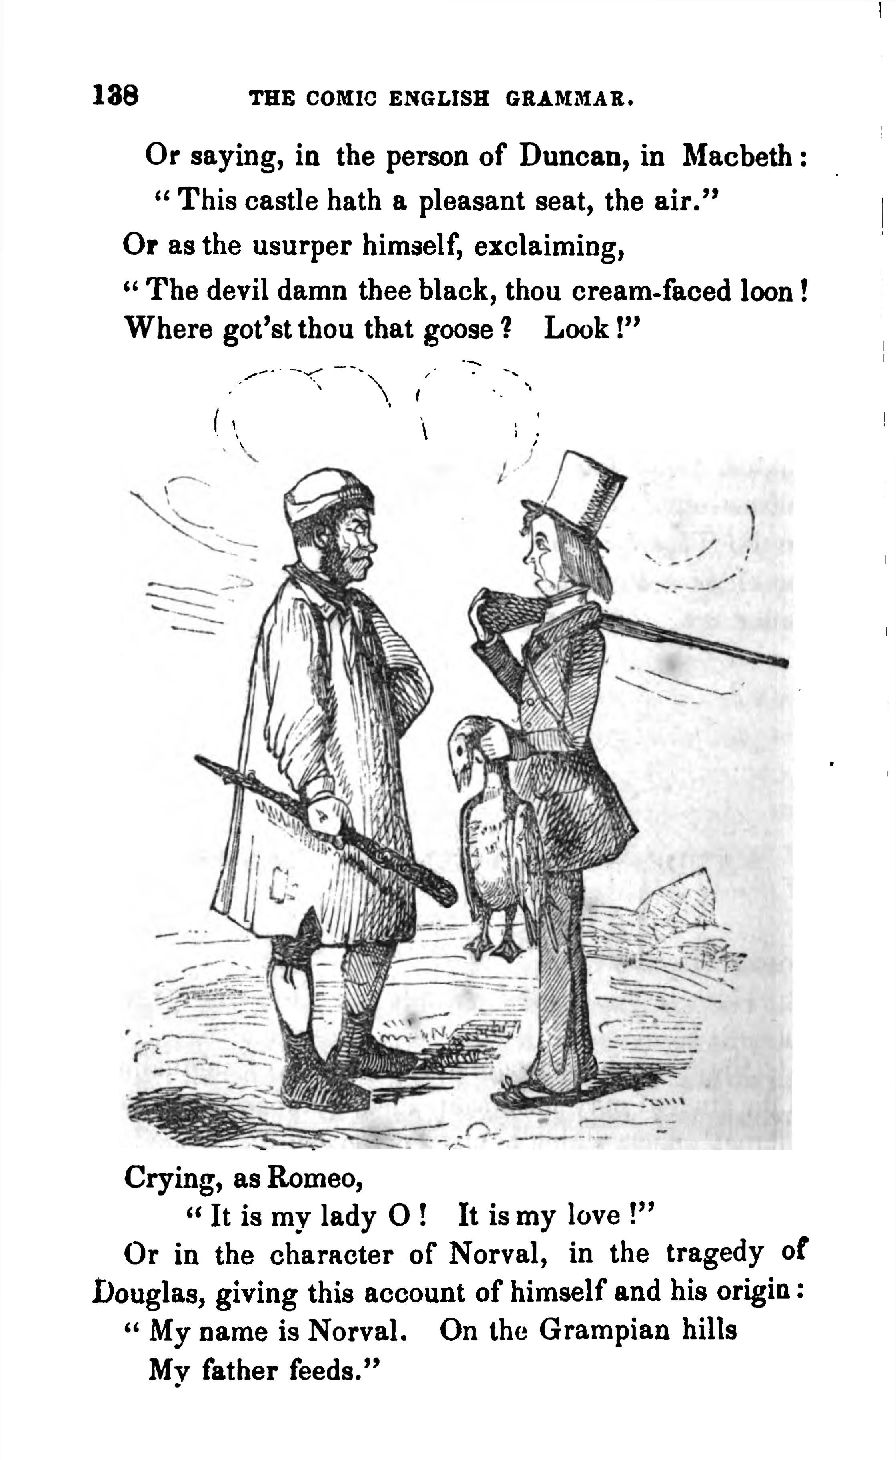 138 THE COMIC ENGLISH GRAMMAR.
Or saying, in the person of Duncan, in Macbeth :
“ This castle hath a pleasant seat, the air.”
Or as the usurper himself, exclaiming,
“ The devil damn thee black, thou cream-faced loon !
Where got’st thou that goose ? Look !”
Crying, as Romeo,
“ It is my lady O ! It is my love !”
Or in the character of Norval, in the tragedy of
Douglas, giving this account of himself and his origin :
“ My name is Norval. On the Grampian hills
My father feeds.”